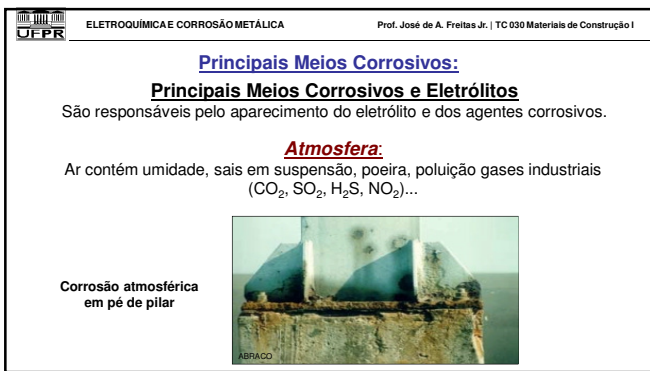 UFPR
ELETROQUÍMICA E CORROSÃO METÁLICA
Prof. José de A. Freitas Jr. | TC 030 Materiais de Construção I
Principais Meios Corrosivos:
Principais Meios Corrosivos e Eletrólitos
São responsáveis pelo aparecimento do eletrólito e dos agentes corrosivos.
Atmosfera:
Ar contém umidade, sais em suspensão, poeira, poluição gases industriais
(CO₂, SO₂, H₂S, NO₂)...
Corrosão atmosférica
em pé de pilar
ABRACO